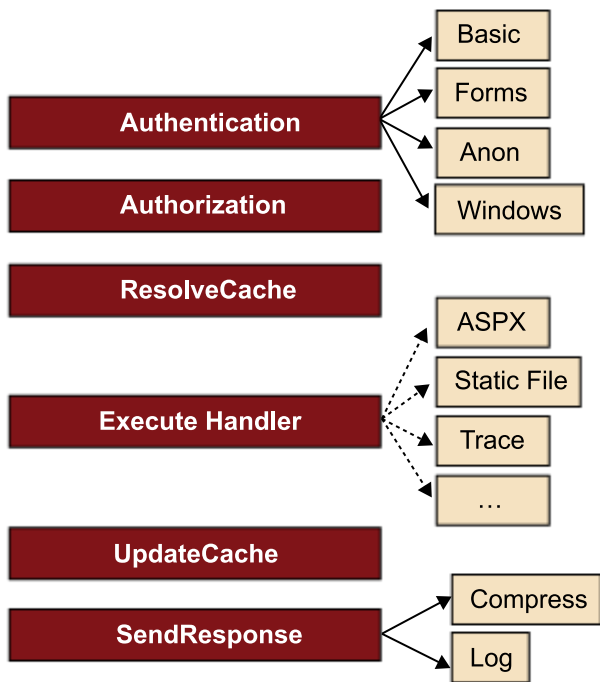 Basic
Forms
Authentication
Anon
Authorization
Windows
ResolveCache
ASPX
Static File
Execute Handler
Trace
...
UpdateCache
Compress
SendResponse
Log